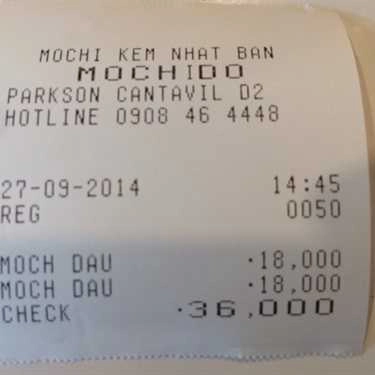 MOCHI KEM NHAT BAN
MOCHIDO
PARKSON CANTAVIL D2
HOTLINE 0908 46 4448
27-09-2014 14:45
REG 0050
MOCH DAU ·18,000
MOCH DAU ·18,000
CHECK ·36,000